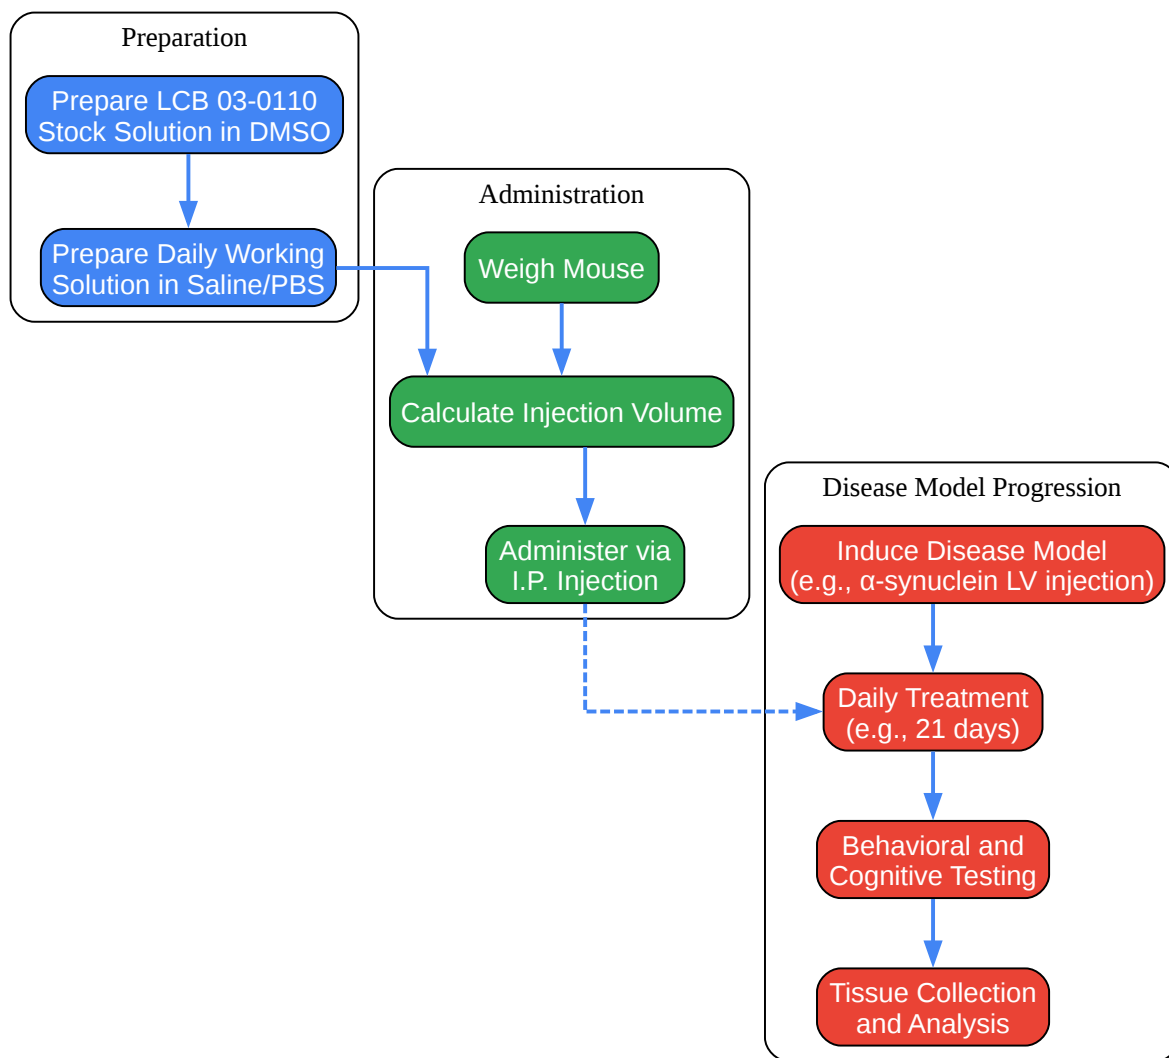 Preparation
Prepare LCB 03-0110
Stock Solution in DMSO
Prepare Daily Working
Solution in Saline/PBS
Administration
Weigh Mouse
Calculate Injection Volume
Administer via
I.P. Injection
Disease Model Progression
Induce Disease Model
(e.g., α-synuclein LV injection)
Daily Treatment
(e.g., 21 days)
Behavioral and
Cognitive Testing
Tissue Collection
and Analysis